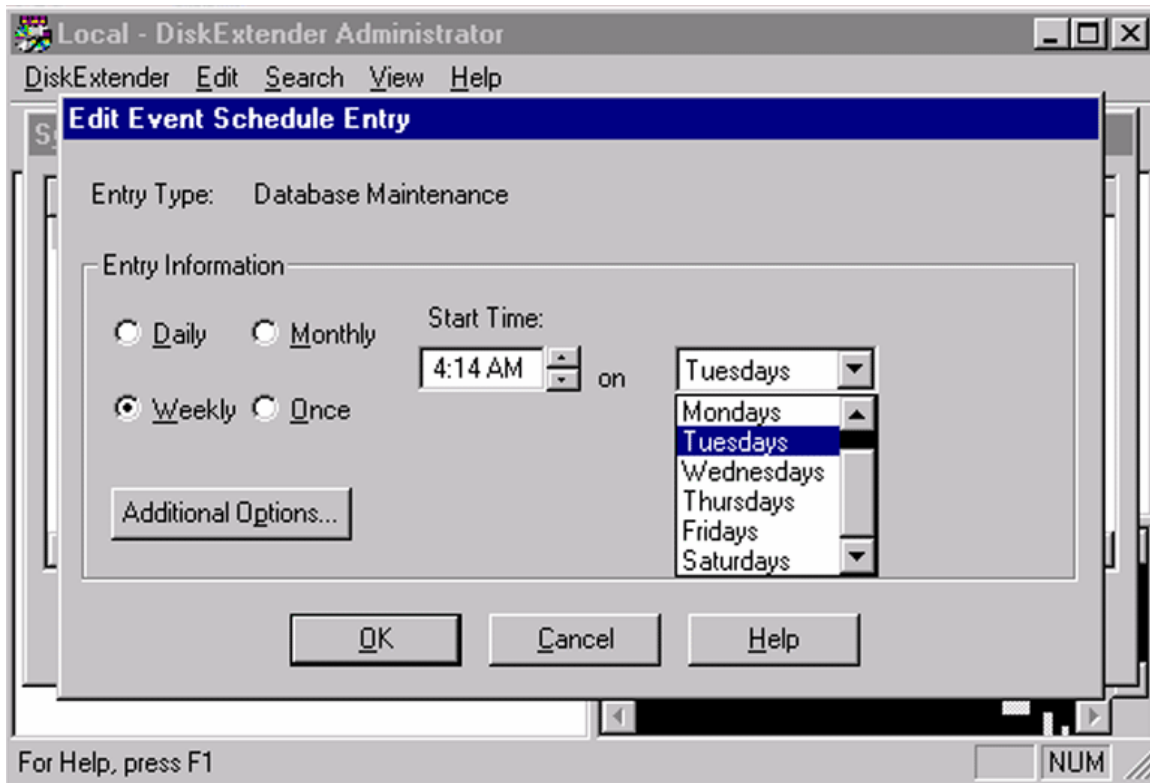 Local - DiskExtender Administrator
DiskExtender Edit Search View Help
Edit Event Schedule Entry
Entry Type: Database Maintenance
Entry Information
Daily Monthly Start Time:
4:14 AM on Tuesdays
Weekly Once
Mondays
Tuesdays
Wednesdays
Thursdays
Fridays
Saturdays
Additional Options...
OK Cancel Help
For Help, press F1 NUM